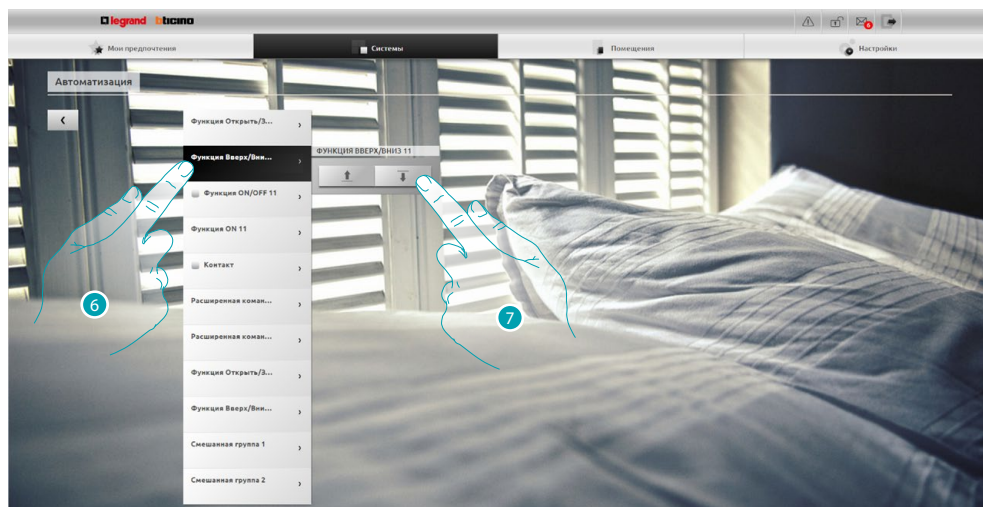 legrand bticino
0
Мои предпочтения
Системы
Помещения
Настройки
Автоматизация
Функция Открыть/З...
Функция Вверх/Вни...
ФУНКЦИЯ ВВЕРХ/ВНИЗ 11
Функция ON/OFF 11
Функция ON 11
Контакт
6
Расширенная коман...
7
Расширенная коман...
Функция Открыть/З...
Функция Вверх/Вни...
Смешанная группа 1
Смешанная группа 2